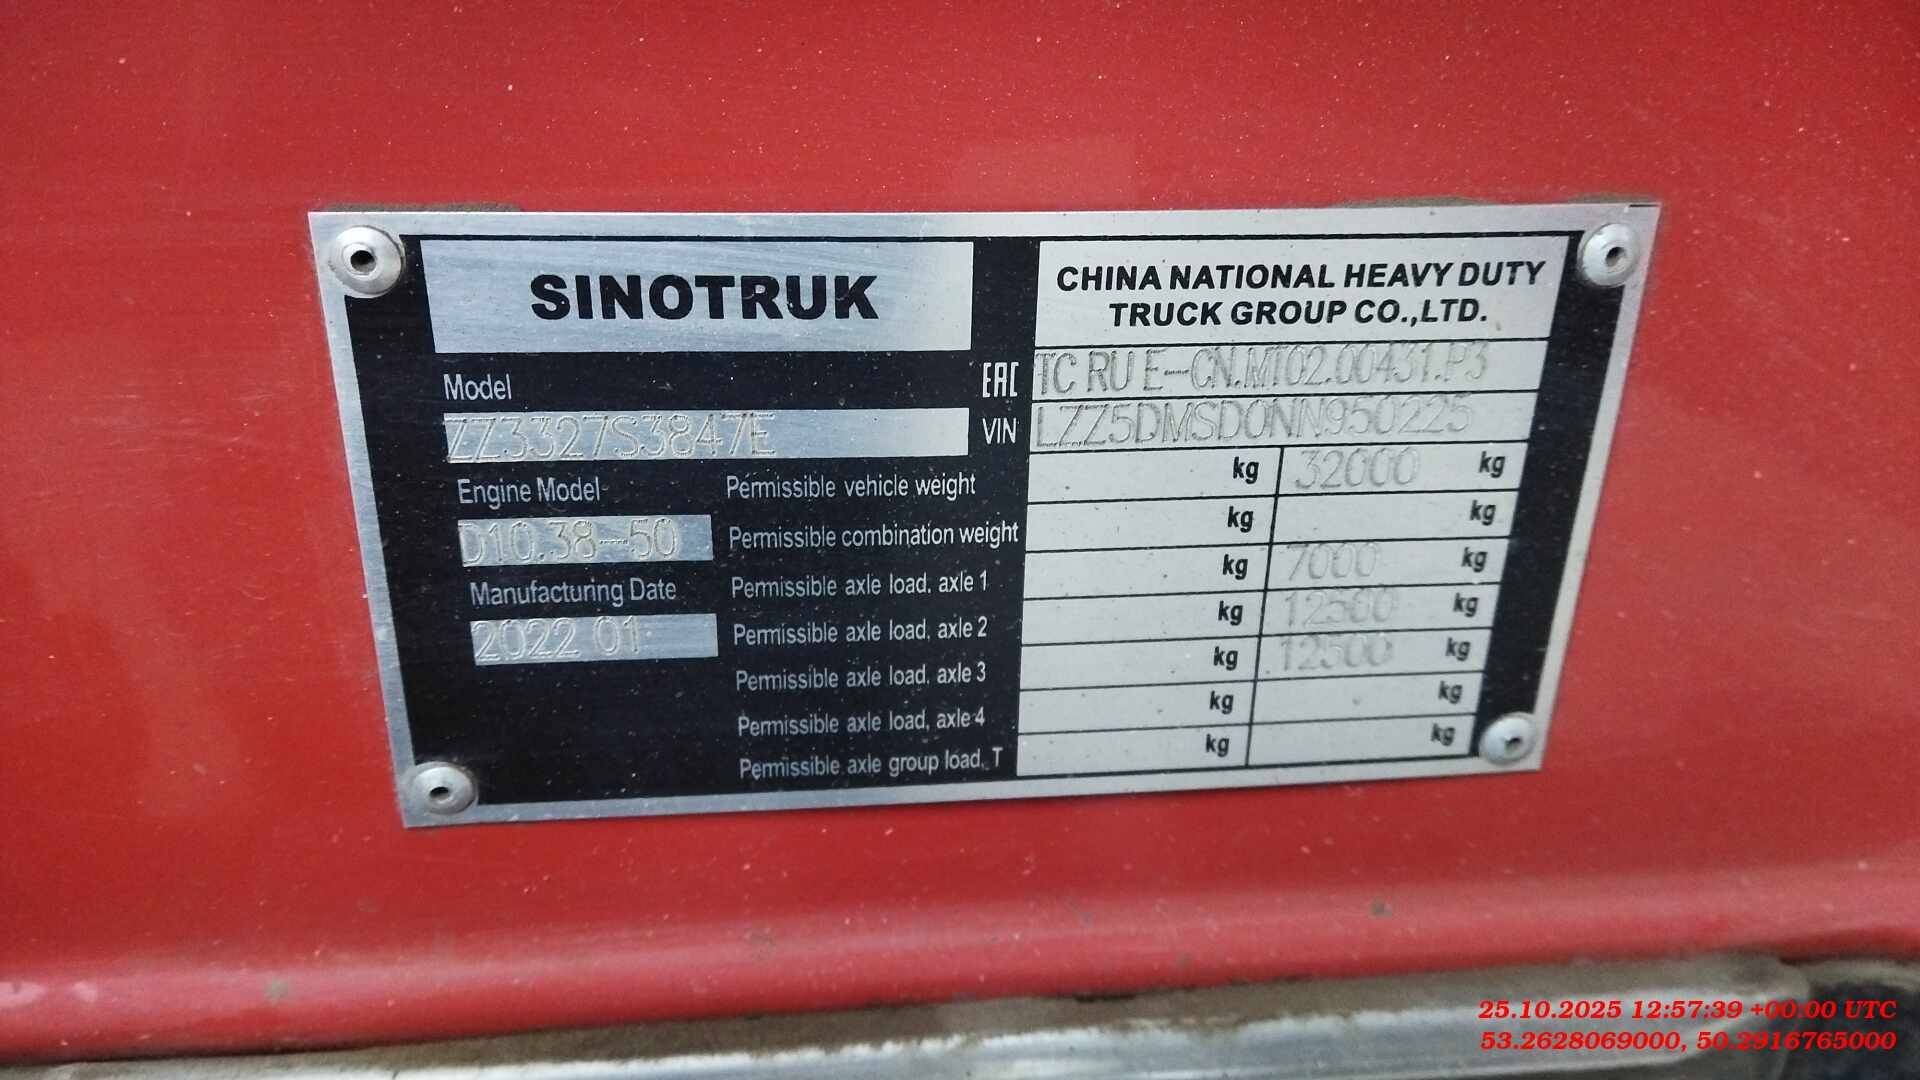 SINOTRUK
CHINA NATIONAL HEAVY DUTY
TRUCK GROUP CO.,LTD.
Model
ZZ3327S3847E
Engine Model
D10.38-50
Manufacturing Date
2022 01
EAC TC RU E-CN.MT02.00431.P3
VIN LZZ5DMSD0NN950225
Permissible vehicle weight kg 32000 kg
Permissible combination weight kg kg
Permissible axle load, axle 1 kg 7000 kg
Permissible axle load, axle 2 kg 12500 kg
Permissible axle load, axle 3 kg 12500 kg
Permissible axle load, axle 4 kg kg
Permissible axle group load, T kg kg
25.10.2025 12:57:39 +00:00 UTC
53.2628069000, 50.2916765000